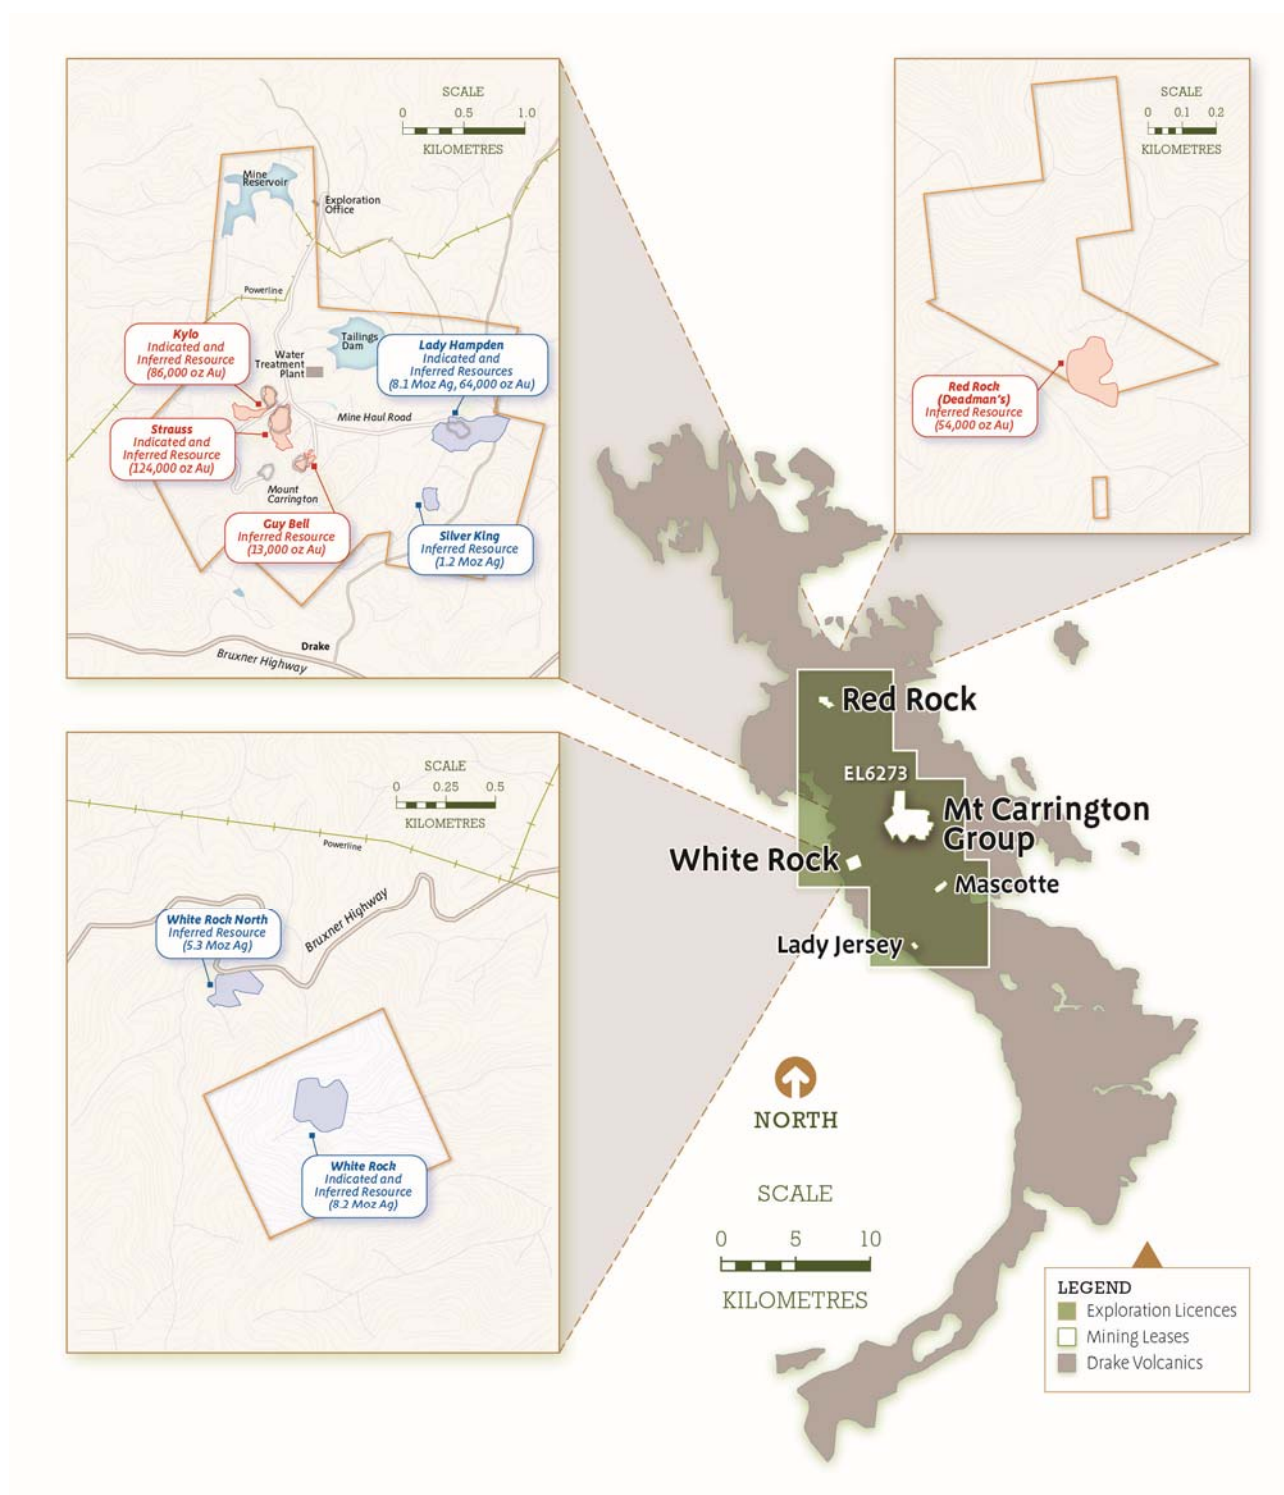 SCALE
0 0.5 1.0
KILOMETRES
Mine
Reservoir
Exploration
Office
Powerline
Kylo
Indicated and
Inferred Resource
(86,000 oz Au)
Water
Treatment
Plant
Tailings
Dam
Lady Hampden
Indicated and
Inferred Resources
(8.1 Moz Ag, 64,000 oz Au)
Mine Haul Road
Strauss
Indicated and
Inferred Resource
(124,000 oz Au)
Mount
Carrington
Guy Bell
Inferred Resource
(13,000 oz Au)
Silver King
Inferred Resource
(1.2 Moz Ag)
Drake
Bruxner Highway
SCALE
0 0.1 0.2
KILOMETRES
Red Rock
(Deadman's)
Inferred Resource
(54,000 oz Au)
SCALE
0 0.25 0.5
KILOMETRES
Powerline
White Rock North
Inferred Resource
(5.3 Moz Ag)
Bruxner Highway
White Rock
Indicated and
Inferred Resource
(8.2 Moz Ag)
Red Rock
EL6273
Mt Carrington
Group
White Rock
Mascotte
Lady Jersey
NORTH
SCALE
0 5 10
KILOMETRES
LEGEND
Exploration Licences
Mining Leases
Drake Volcanics